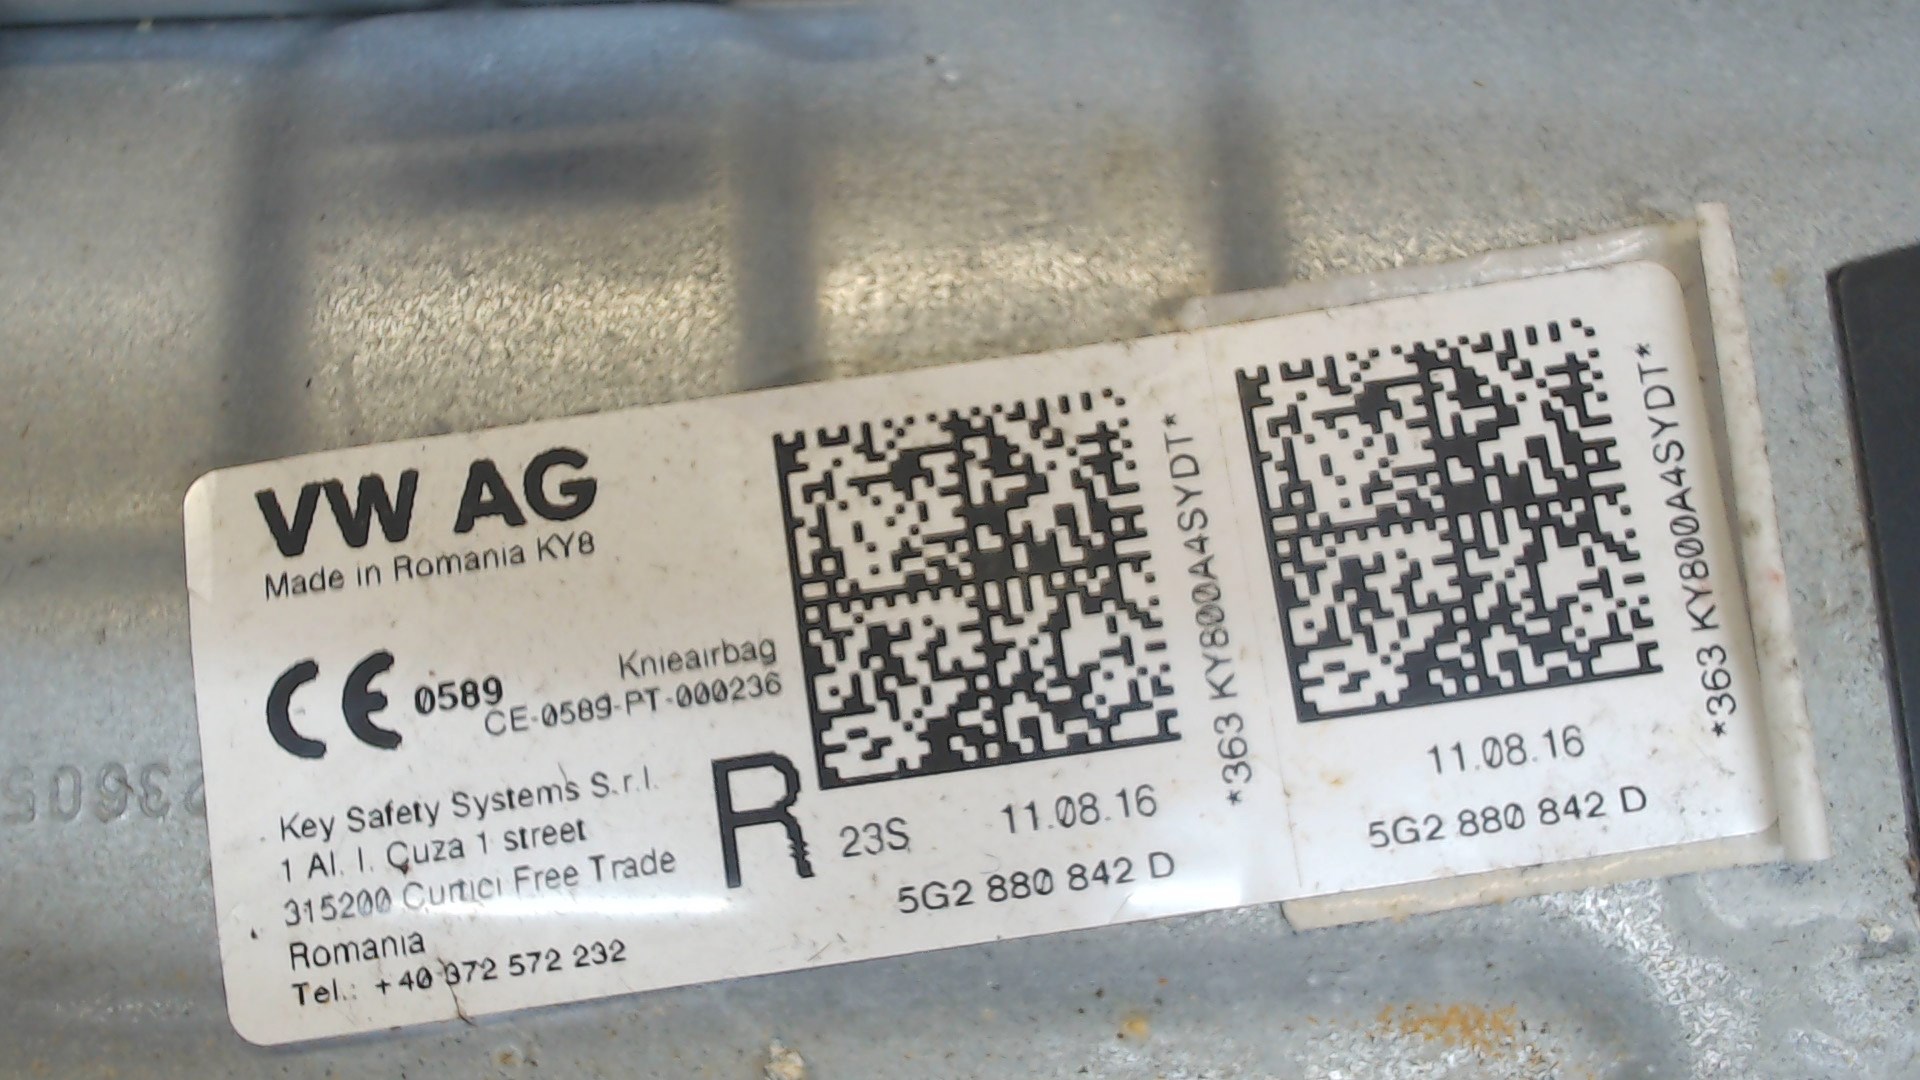 VW AG
Made in Romania KY8
CE 0589
Knieairbag
CE-0589-PT-000236
Key Safety Systems S.r.l.
1 Al. I. Cuza 1 street
315200 Curtici Free Trade
Romania
Tel.: +40 372 572 232
R
23S 11.08.16
5G2 880 842 D
*363 KY800A4SYDT*
11.08.16
5G2 880 842 D
*363 KY800A4SYDT*